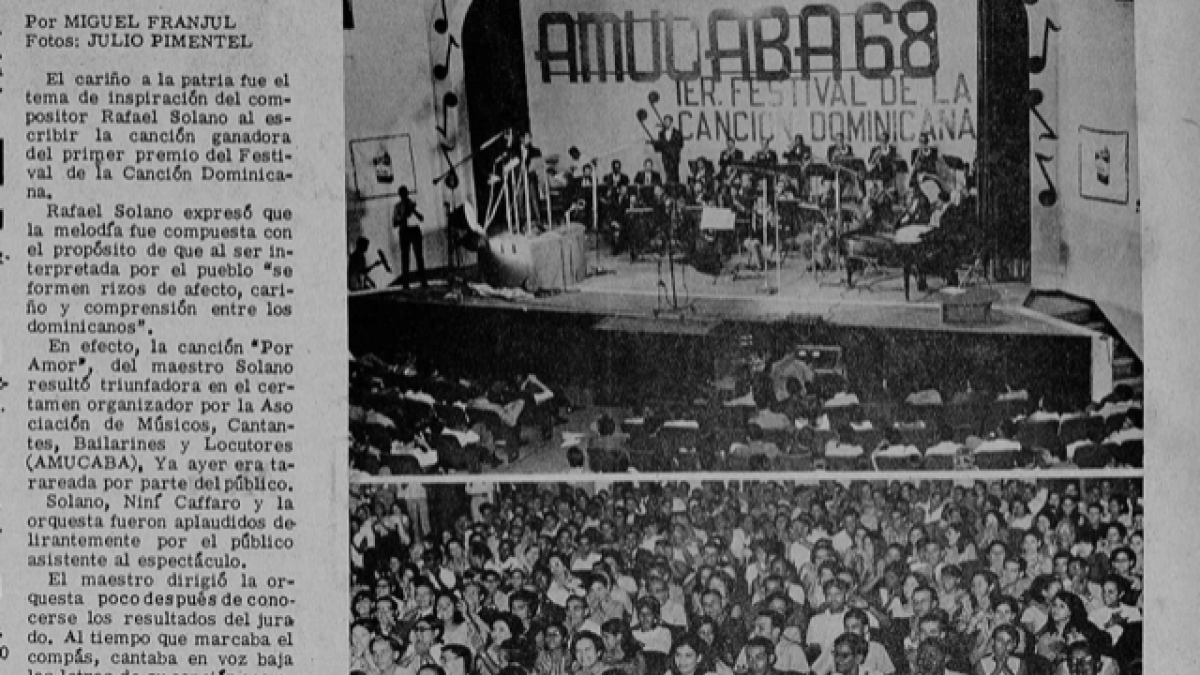 Por MIGUEL FRANJUL
Fotos: JULIO PIMENTEL
El cariño a la patria fue el
tema de inspiración del com-
positor Rafael Solano al es-
cribir la canción ganadora
del primer premio del Festi-
val de la Canción Dominica-
na.
Rafael Solano expresó que
la melodía fue compuesta con
el propósito de que al ser in-
terpretada por el pueblo "se
formen rizos de afecto, cari-
ño y comprensión entre los
dominicanos".
En efecto, la canción "Por
Amor", del maestro Solano
resultó triunfadora en el cer-
tamen organizador por la Aso
ciación de Músicos, Cantan-
tes, Bailarines y Locutores
(AMUCABA). Ya ayer era ta-
rareada por parte del público.
Solano, Niní Caffaro y la
orquesta fueron aplaudidos de-
lirantemente por el público
asistente al espectáculo.
El maestro dirigió la or-
questa poco después de cono-
cerse los resultados del jura
do. Al tiempo que marcaba el
compás, cantaba en voz baja
AMUCABA 68
1ER. FESTIVAL DE LA
CANCION DOMINICANA